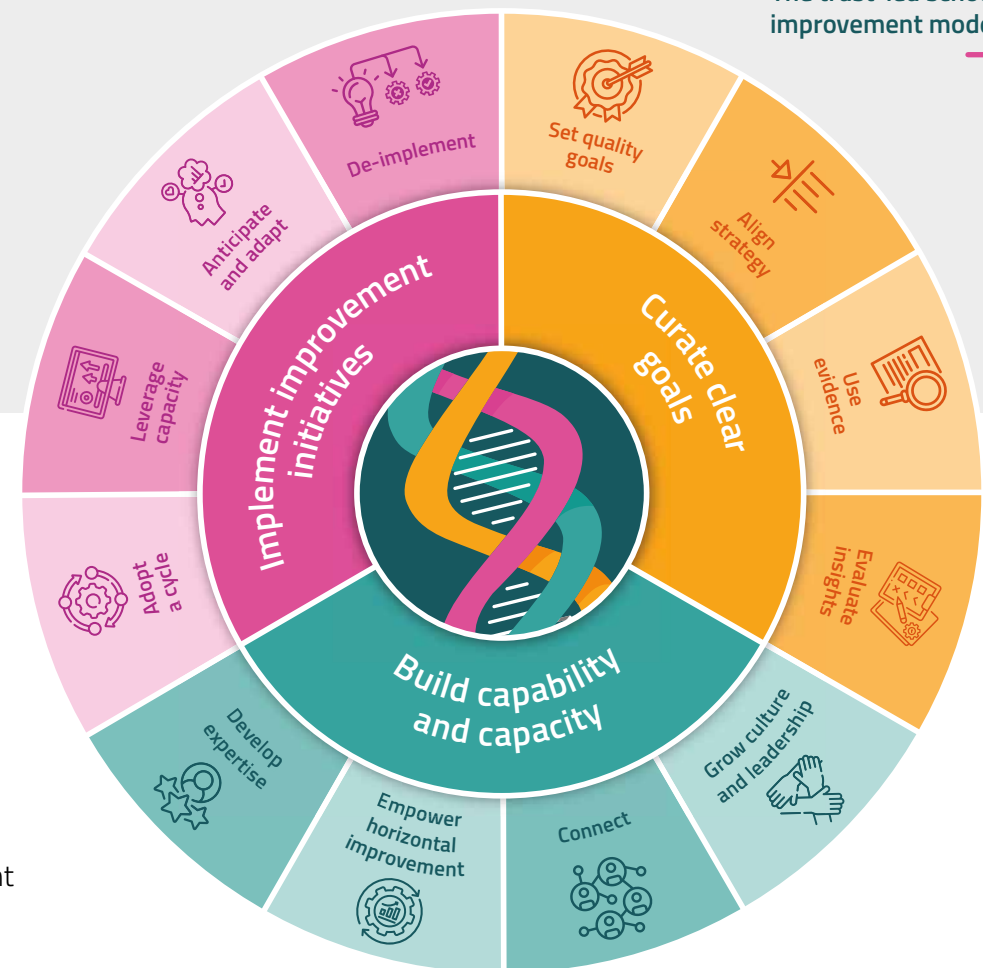 improvement
De-implement
Set quality
goals
Align
strategy
Use
evidence
Evaluate
insights
Grow culture
and leadership
Connect
Empower
horizontal
improvement
Develop
expertise
Adopt
a cycle
Leverage
capacity
Anticipate
and adapt
Implement improvement
initiatives
Curate clear
goals
Build capability
and capacity